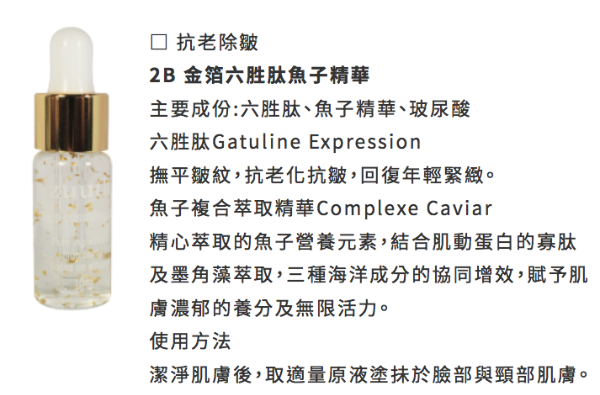 □ 抗老除皺
2B 金箔六胜肽魚子精華
主要成份:六胜肽、魚子精華、玻尿酸
六胜肽Gatuline Expression
撫平皺紋,抗老化抗皺,回復年輕緊緻。
魚子複合萃取精華Complexe Caviar
精心萃取的魚子營養元素,結合肌動蛋白的寡肽
及墨角藻萃取,三種海洋成分的協同增效,賦予肌
膚濃郁的養分及無限活力。
使用方法
潔淨肌膚後,取適量原液塗抹於臉部與頸部肌膚。